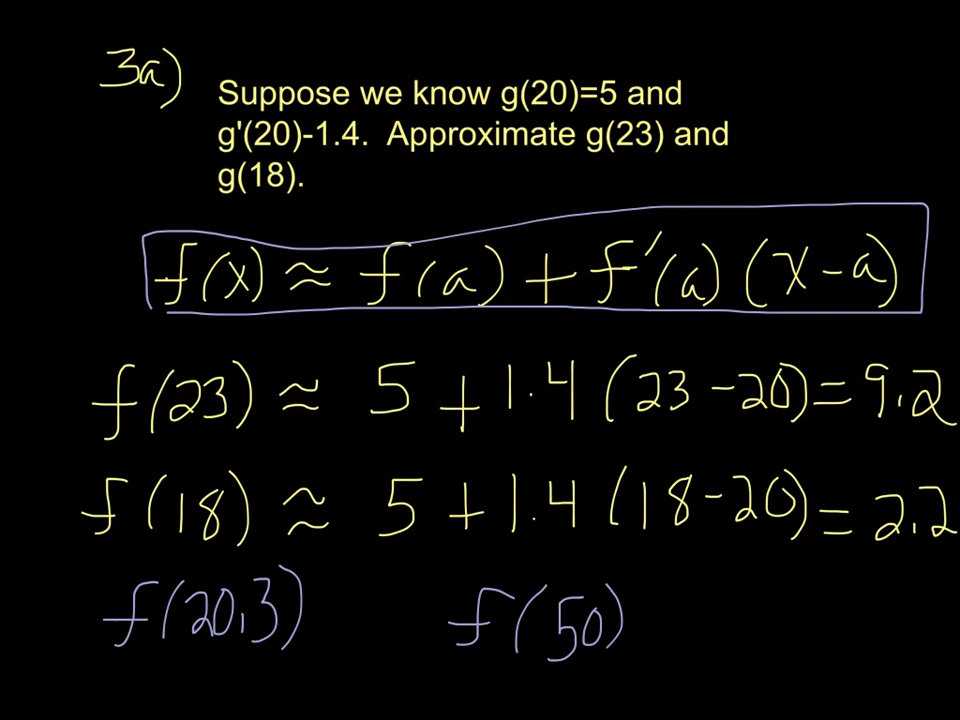 3a)
Suppose we know g(20)=5 and
g'(20)-1.4. Approximate g(23) and
g(18).
f(x) ≈ f(a) + f'(a) (x-a)
f(23) ≈ 5 + 1.4 (23-20) = 9.2
f(18) ≈ 5 + 1.4 (18-20) = 2.2
f(20.3) f(50)